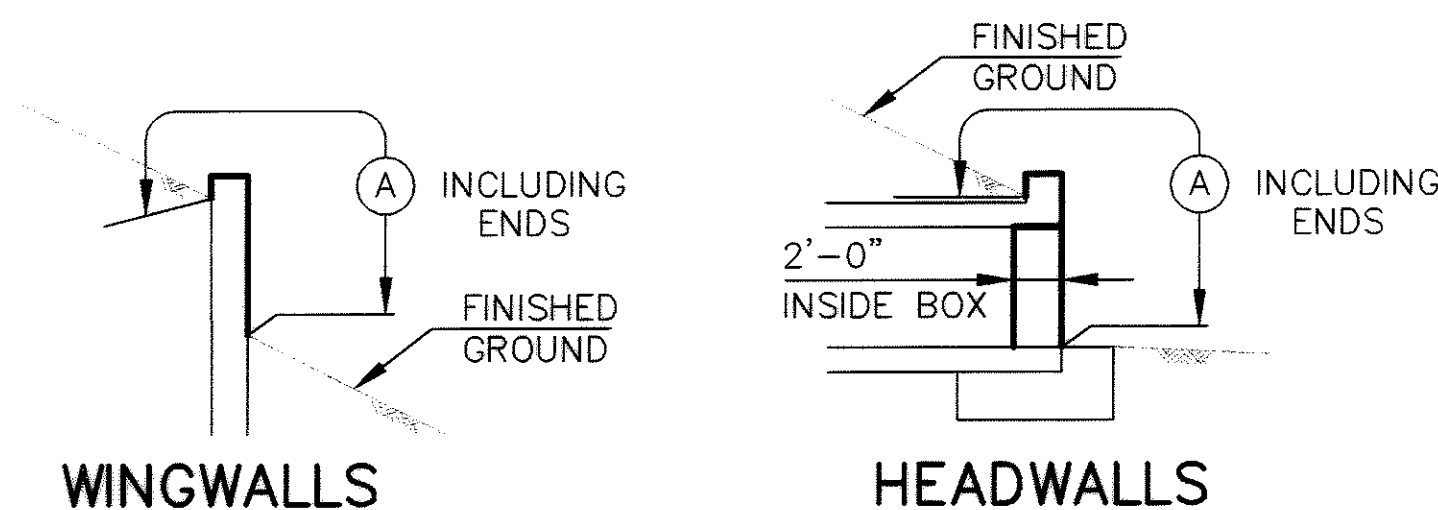 A
INCLUDING
ENDS
FINISHED
GROUND
WINGWALLS
FINISHED
GROUND
A
INCLUDING
ENDS
2'-0"
INSIDE BOX
HEADWALLS